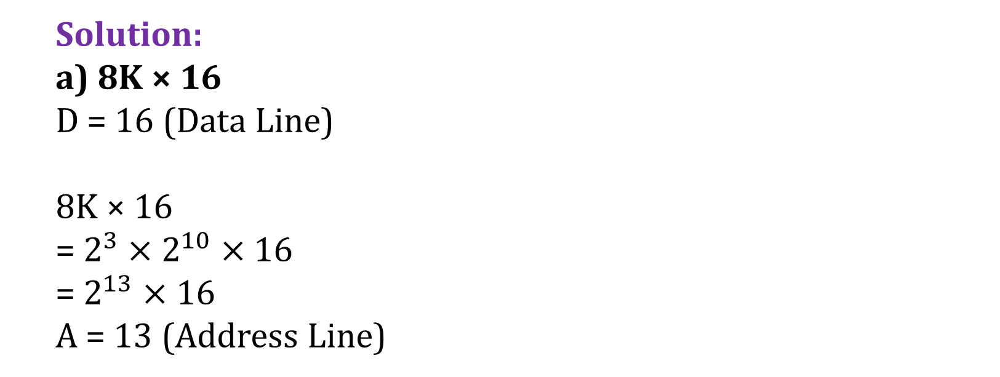 Solution:
a) 8K × 16
D = 16 (Data Line)
8K × 16
= 2³ × 2¹⁰ × 16
= 2¹³ × 16
A = 13 (Address Line)